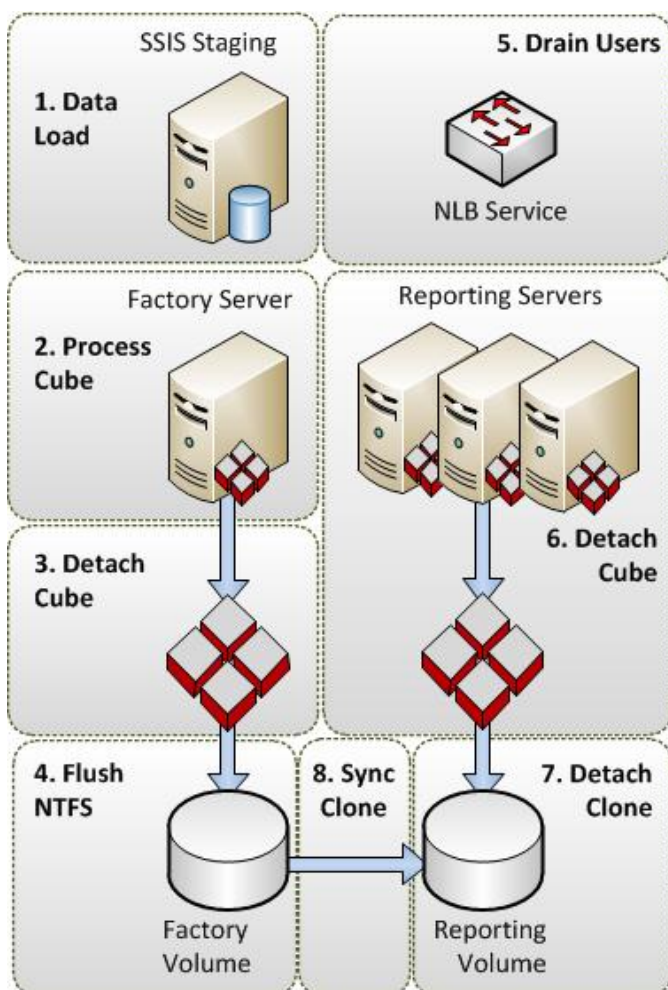 SSIS Staging
1. Data
Load
5. Drain Users
NLB Service
Factory Server
2. Process
Cube
Reporting Servers
3. Detach
Cube
6. Detach
Cube
4. Flush
NTFS
Factory
Volume
8. Sync
Clone
7. Detach
Clone
Reporting
Volume